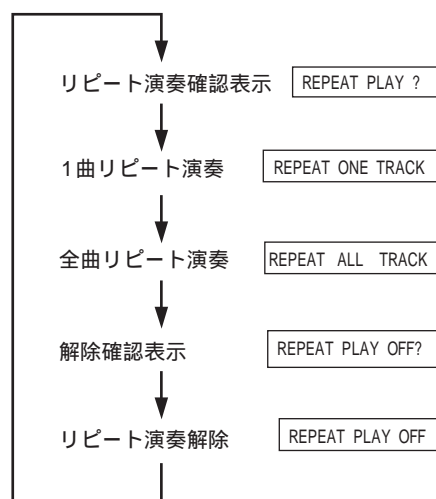 リピート演奏確認表示 REPEAT PLAY ?
1曲リピート演奏 REPEAT ONE TRACK
全曲リピート演奏 REPEAT ALL TRACK
解除確認表示 REPEAT PLAY OFF?
リピート演奏解除 REPEAT PLAY OFF